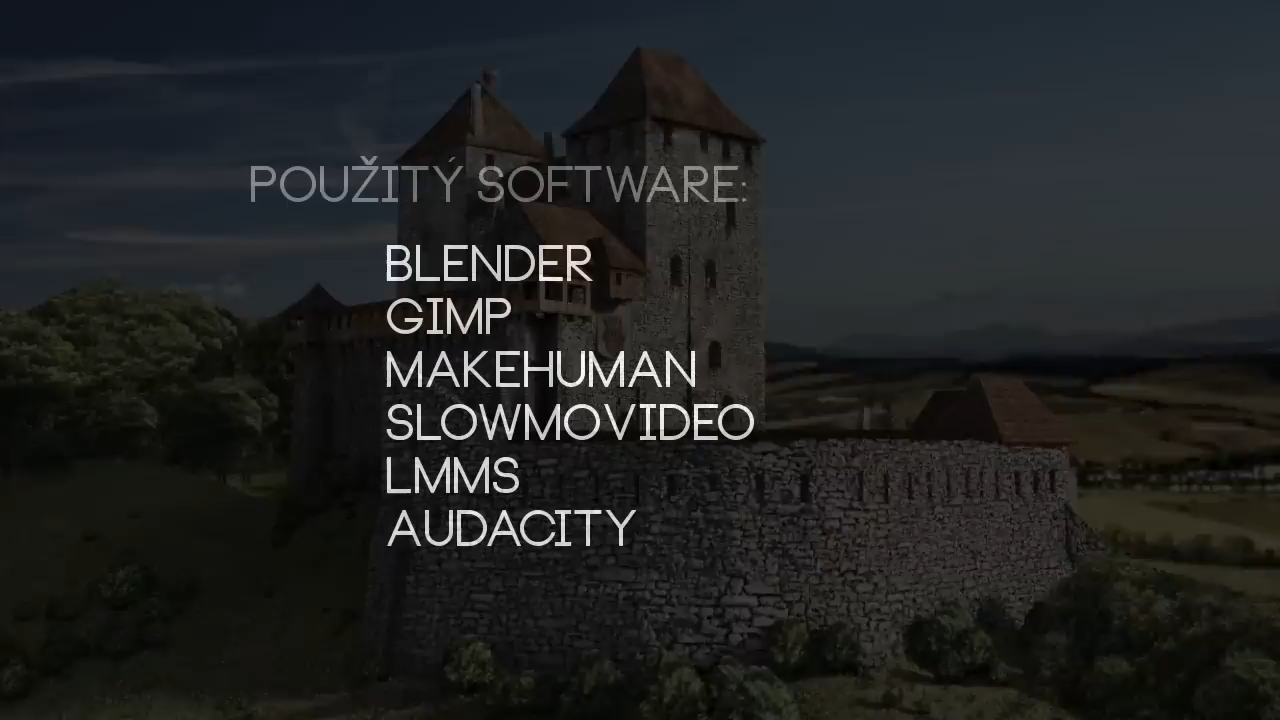 POUŽITÝ SOFTWARE:
BLENDER
GIMP
MAKEHUMAN
SLOWMOVIDEO
LMMS
AUDACITY